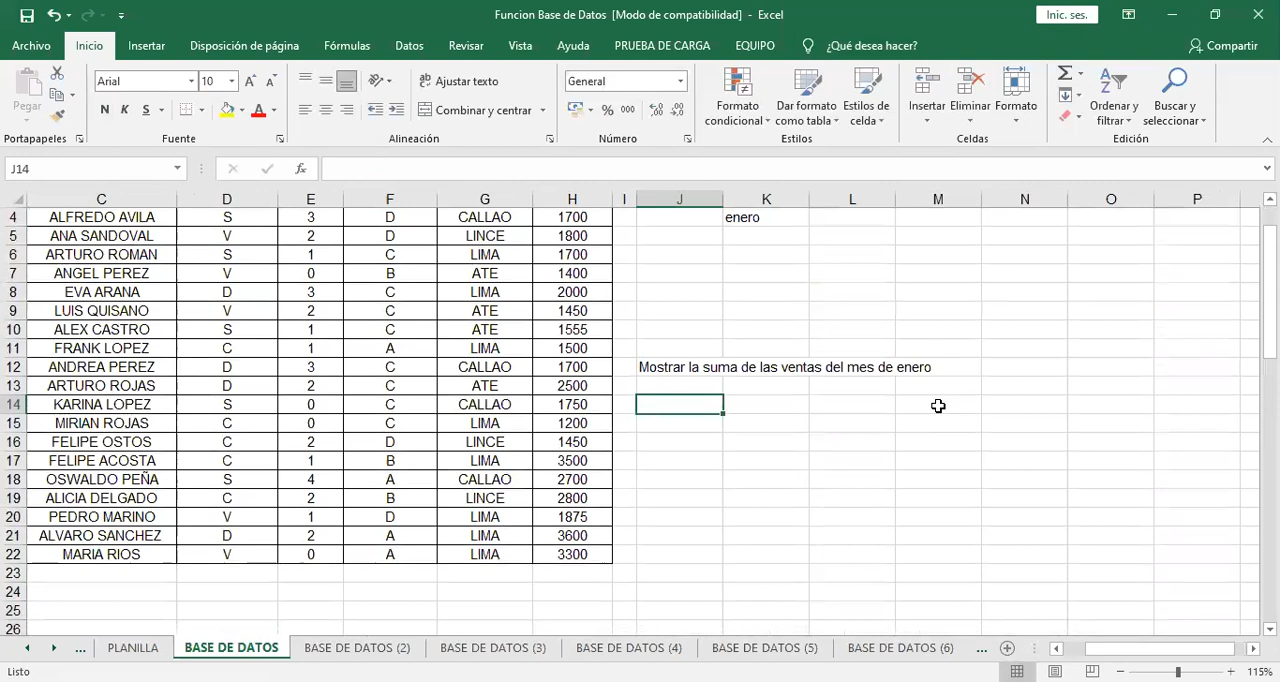 Funcion Base de Datos [Modo de compatibilidad] - Excel
Inic. ses.
Archivo Inicio Insertar Disposición de página Fórmulas Datos Revisar Vista Ayuda PRUEBA DE CARGA EQUIPO ¿Qué desea hacer? Compartir
Pegar
Arial 10
N K S
Ajustar texto
Combinar y centrar
General
% 000
Formato condicional
Dar formato como tabla
Estilos de celda
Insertar Eliminar Formato
Ordenar y filtrar
Buscar y seleccionar
Portapapeles Fuente Alineación Número Estilos Celdas Edición
J14 fx
C D E F G H I J K L M N O P
4 ALFREDO AVILA S 3 D CALLAO 1700 enero
5 ANA SANDOVAL V 2 D LINCE 1800
6 ARTURO ROMAN S 1 C LIMA 1700
7 ANGEL PEREZ V 0 B ATE 1400
8 EVA ARANA D 3 C LIMA 2000
9 LUIS QUISANO V 2 C ATE 1450
10 ALEX CASTRO S 1 C ATE 1555
11 FRANK LOPEZ C 1 A LIMA 1500
12 ANDREA PEREZ D 3 C CALLAO 1700 Mostrar la suma de las ventas del mes de enero
13 ARTURO ROJAS D 2 C ATE 2500
14 KARINA LOPEZ S 0 C CALLAO 1750
15 MIRIAN ROJAS C 0 C LIMA 1200
16 FELIPE OSTOS C 2 D LINCE 1450
17 FELIPE ACOSTA C 1 B LIMA 3500
18 OSWALDO PEÑA S 4 A CALLAO 2700
19 ALICIA DELGADO C 2 B LINCE 2800
20 PEDRO MARINO V 1 D LIMA 1875
21 ALVARO SANCHEZ D 2 A LIMA 3600
22 MARIA RIOS V 0 A LIMA 3300
23
24
25
26
... PLANILLA BASE DE DATOS BASE DE DATOS (2) BASE DE DATOS (3) BASE DE DATOS (4) BASE DE DATOS (5) BASE DE DATOS (6) ...
Listo 115%